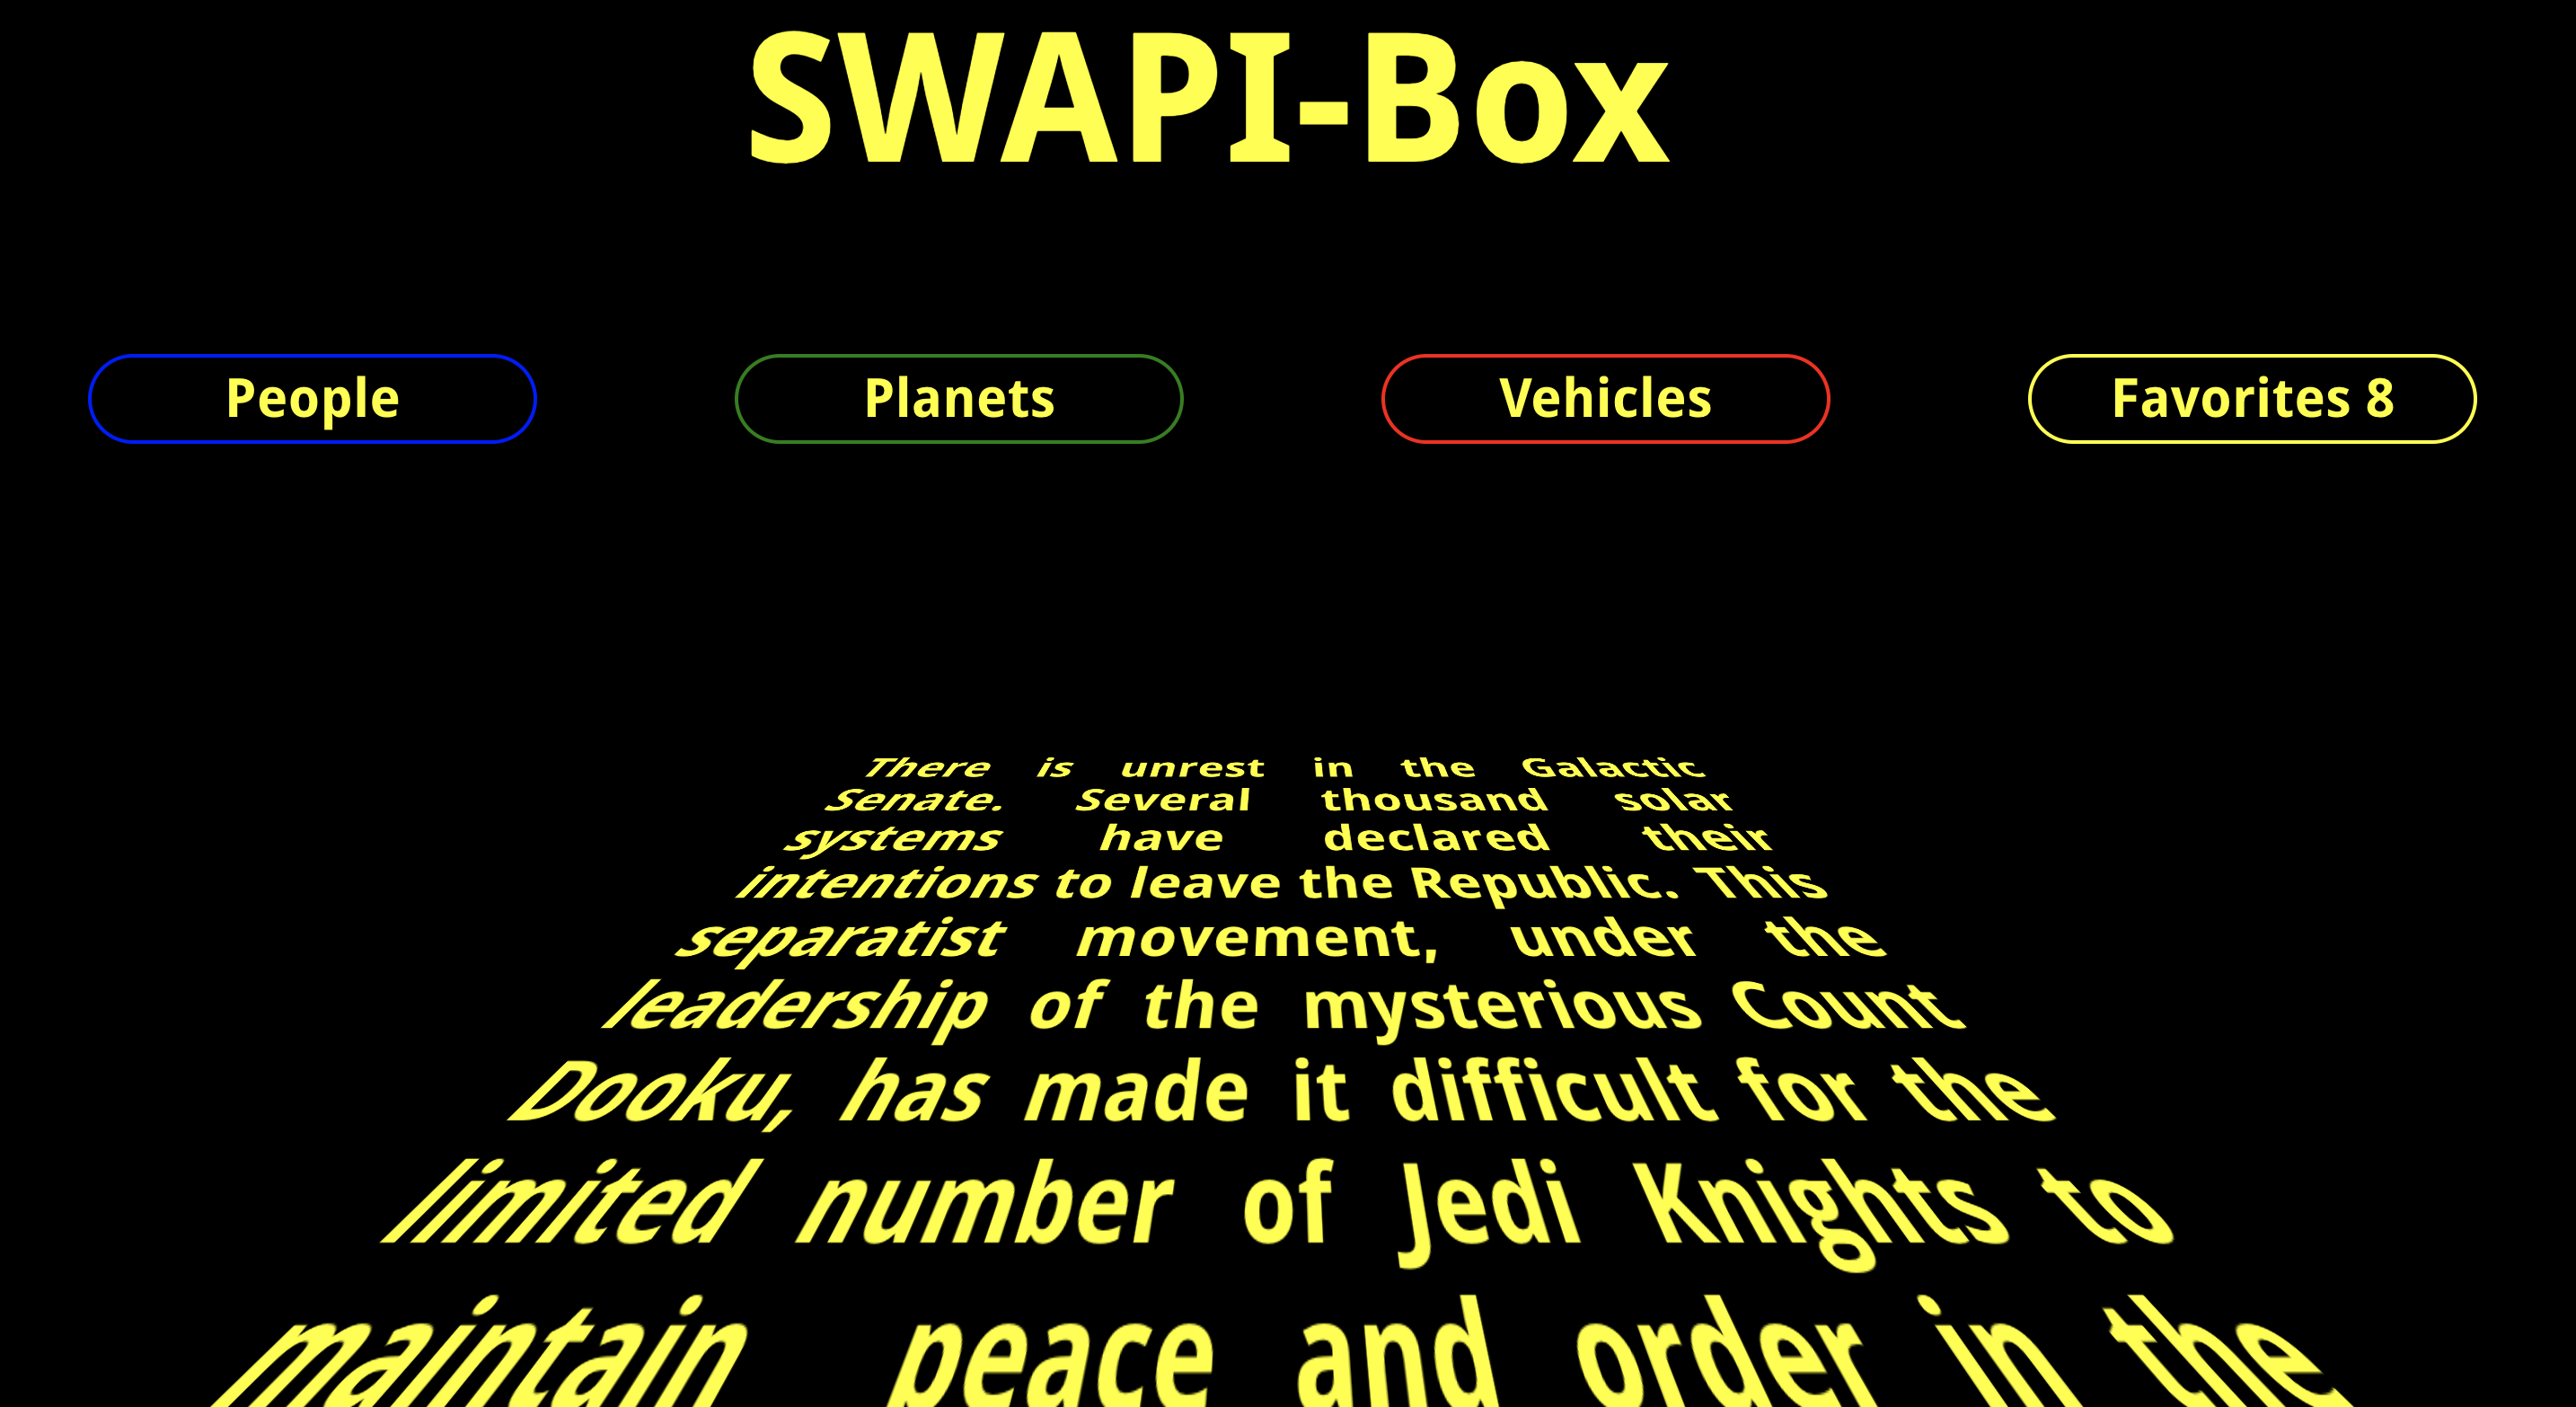 SWAPI-Box
People
Planets
Vehicles
Favorites 8
There is unrest in the Galactic
Senate. Several thousand solar
systems have declared their
intentions to leave the Republic. This
separatist movement, under the
leadership of the mysterious Count
Dooku, has made it difficult for the
limited number of Jedi Knights to
maintain peace and order in the